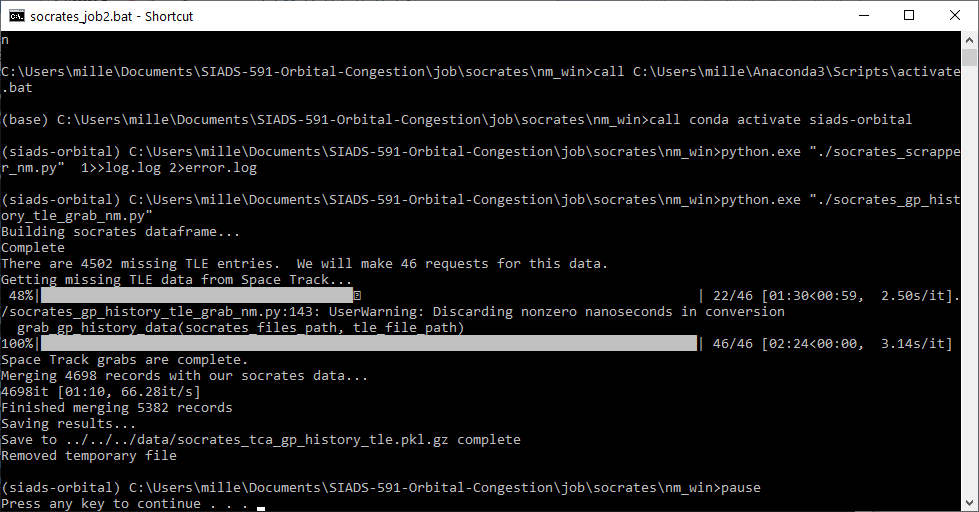 socrates_job2.bat - Shortcut
n
C:\Users\mille\Documents\SIADS-591-Orbital-Congestion\job\socrates\nm_win>call C:\Users\mille\Anaconda3\Scripts\activate
.bat
(base) C:\Users\mille\Documents\SIADS-591-Orbital-Congestion\job\socrates\nm_win>call conda activate siads-orbital
(siads-orbital) C:\Users\mille\Documents\SIADS-591-Orbital-Congestion\job\socrates\nm_win>python.exe "./socrates_scrappe
r_nm.py"  1>>log.log 2>error.log
(siads-orbital) C:\Users\mille\Documents\SIADS-591-Orbital-Congestion\job\socrates\nm_win>python.exe "./socrates_gp_hist
ory_tle_grab_nm.py"
Building socrates dataframe...
Complete
There are 4502 missing TLE entries.  We will make 46 requests for this data.
Getting missing TLE data from Space Track...
48%| | 22/46 [01:30<00:59,  2.50s/it].
/socrates_gp_history_tle_grab_nm.py:143: UserWarning: Discarding nonzero nanoseconds in conversion
grab_gp_history_data(socrates_files_path, tle_file_path)
100%| | 46/46 [02:24<00:00,  3.14s/it]
Space Track grabs are complete.
Merging 4698 records with our socrates data...
4698it [01:10, 66.28it/s]
Finished merging 5382 records
Saving results...
Save to ../../../data/socrates_tca_gp_history_tle.pkl.gz complete
Removed temporary file
(siads-orbital) C:\Users\mille\Documents\SIADS-591-Orbital-Congestion\job\socrates\nm_win>pause
Press any key to continue . . .